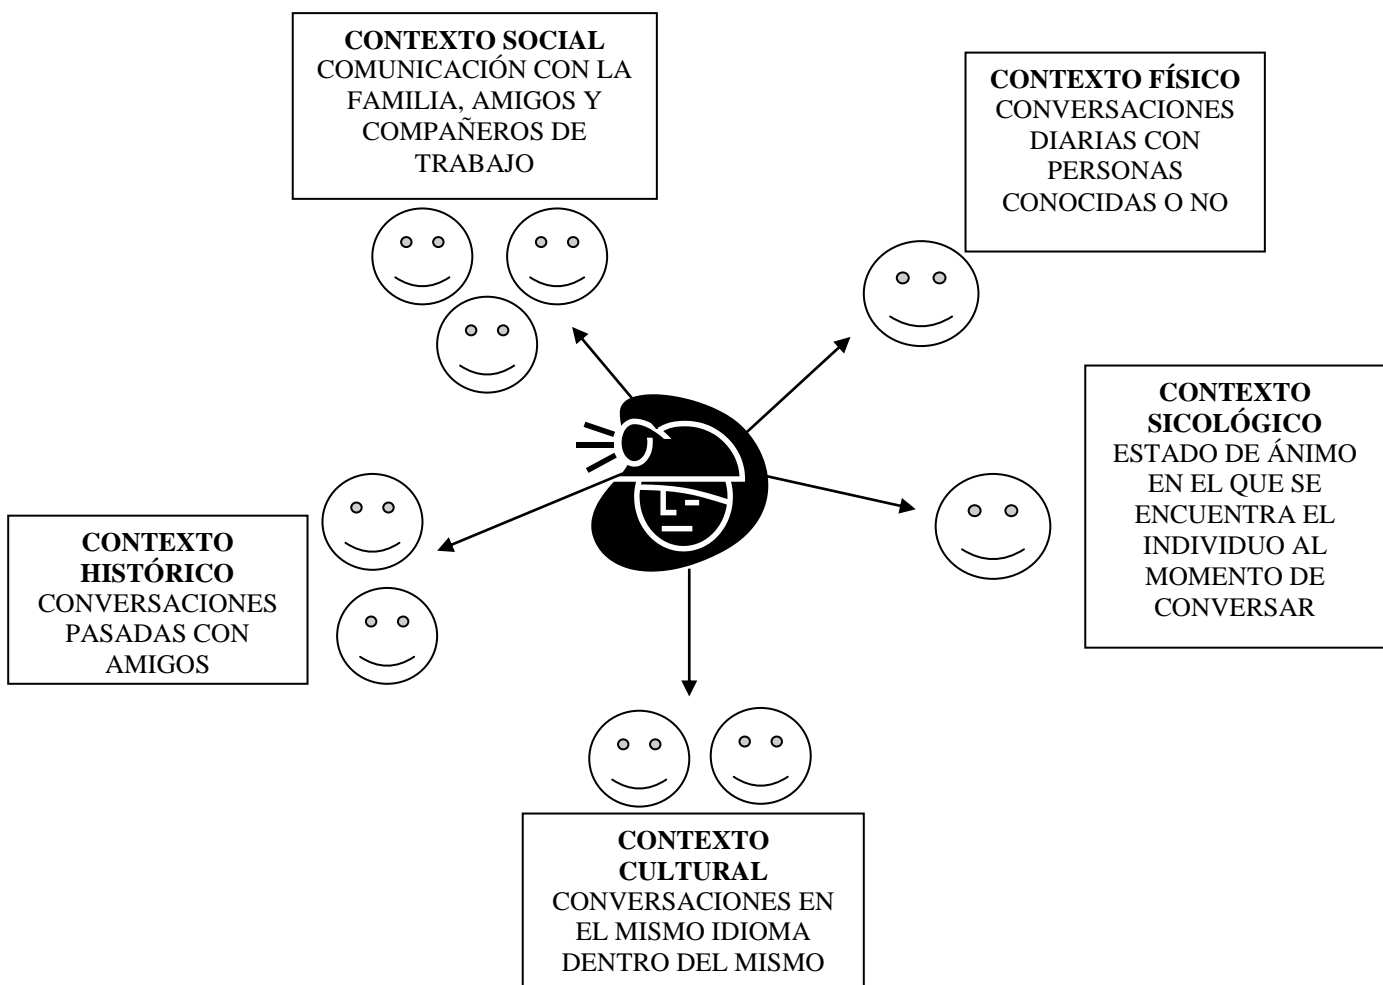 CONTEXTO SOCIAL
COMUNICACIÓN CON LA
FAMILIA, AMIGOS Y
COMPAÑEROS DE
TRABAJO
CONTEXTO FÍSICO
CONVERSACIONES
DIARIAS CON
PERSONAS
CONOCIDAS O NO
CONTEXTO
SICOLÓGICO
ESTADO DE ÁNIMO
EN EL QUE SE
ENCUENTRA EL
INDIVIDUO AL
MOMENTO DE
CONVERSAR
CONTEXTO
HISTÓRICO
CONVERSACIONES
PASADAS CON
AMIGOS
CONTEXTO
CULTURAL
CONVERSACIONES EN
EL MISMO IDIOMA
DENTRO DEL MISMO